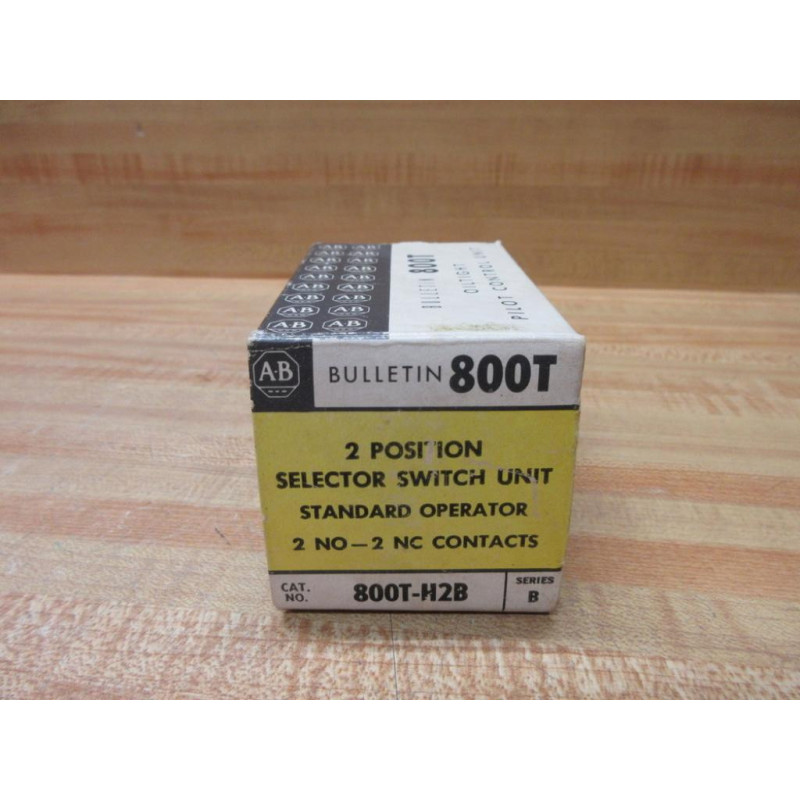 A-B A-B
A-B A-B
A-B A-B
A-B A-B
A-B A-B
A-B A-B
A-B A-B
A-B A-B
BULLETIN 800T
OILTIGHT
PILOT CONTROL UNIT
A-B BULLETIN 800T
2 POSITION
SELECTOR SWITCH UNIT
STANDARD OPERATOR
2 NO – 2 NC CONTACTS
CAT. NO. 800T-H2B SERIES B